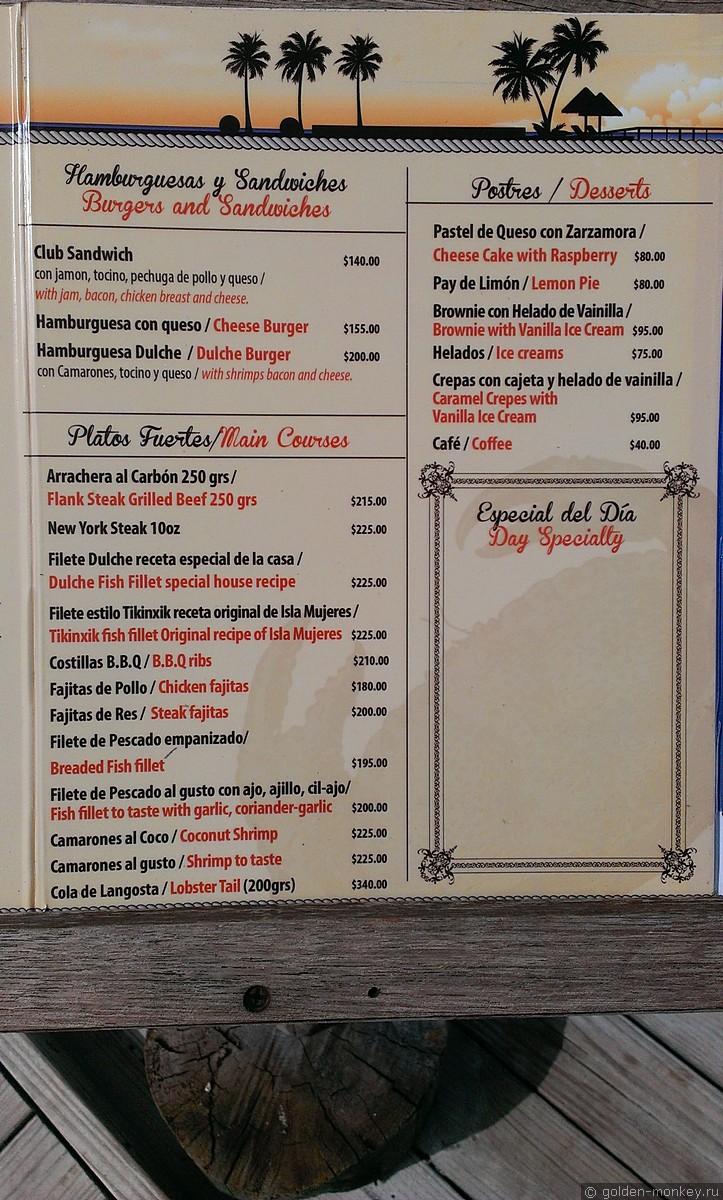 Hamburguesas y Sandwiches
Burgers and Sandwiches
Club Sandwich $140.00
con jamon, tocino, pechuga de pollo y queso /
with jam, bacon, chicken breast and cheese.
Hamburguesa con queso / Cheese Burger $155.00
Hamburguesa Dulche / Dulche Burger $200.00
con Camarones, tocino y queso / with shrimps bacon and cheese.
Platos Fuertes/Main Courses
Arrachera al Carbón 250 grs /
Flank Steak Grilled Beef 250 grs $215.00
New York Steak 10oz $225.00
Filete Dulche receta especial de la casa /
Dulche Fish Fillet special house recipe $225.00
Filete estilo Tikinxik receta original de Isla Mujeres /
Tikinxik fish fillet Original recipe of Isla Mujeres $225.00
Costillas B.B.Q / B.B.Q ribs $210.00
Fajitas de Pollo / Chicken fajitas $180.00
Fajitas de Res / Steak fajitas $200.00
Filete de Pescado empanizado/
Breaded Fish fillet $195.00
Filete de Pescado al gusto con ajo, ajillo, cil-ajo/
Fish fillet to taste with garlic, coriander-garlic $200.00
Camarones al Coco / Coconut Shrimp $225.00
Camarones al gusto / Shrimp to taste $225.00
Cola de Langosta / Lobster Tail (200grs) $340.00
Postres / Desserts
Pastel de Queso con Zarzamora /
Cheese Cake with Raspberry $80.00
Pay de Limón / Lemon Pie $80.00
Brownie con Helado de Vainilla /
Brownie with Vanilla Ice Cream $95.00
Helados / Ice creams $75.00
Crepas con cajeta y helado de vainilla /
Caramel Crepes with
Vanilla Ice Cream $95.00
Café / Coffee $40.00
Especial del Día
Day Specialty
© golden-monkey.ru